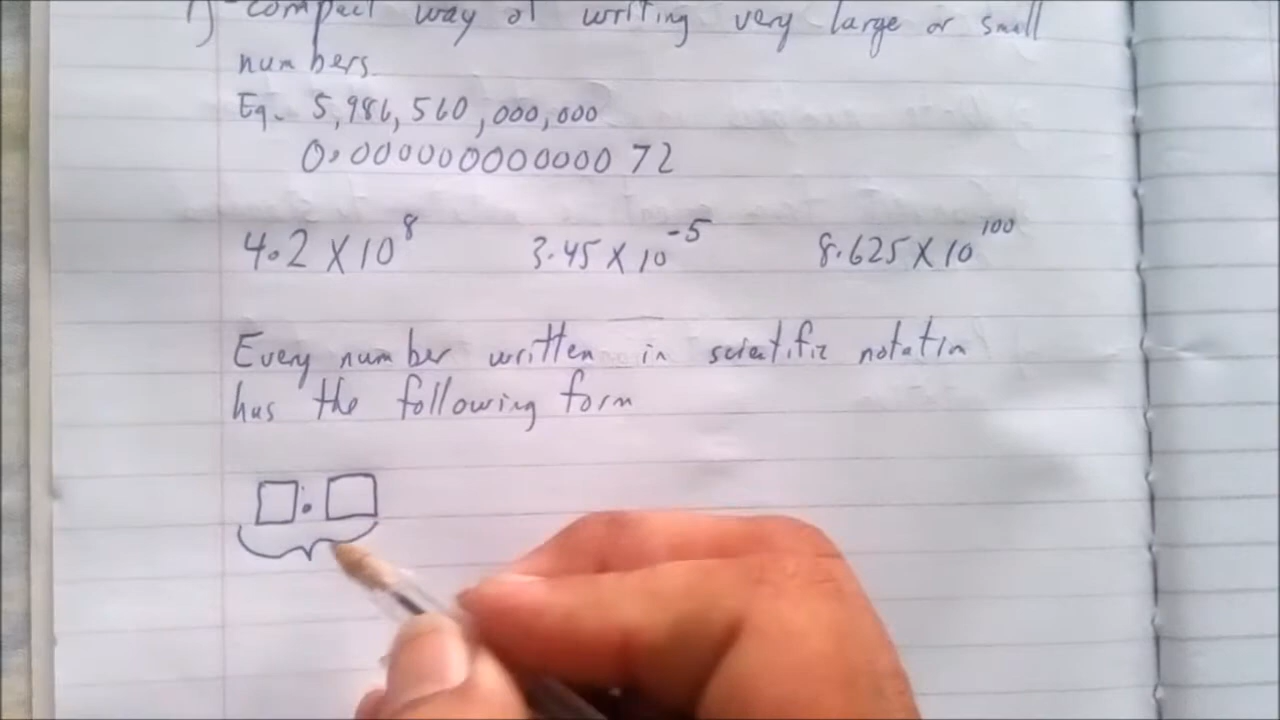 1) - compact way of writing very large or small
numbers.
Eg. 5,986,560,000,000
0.00000000000072
4.2 X 10^8 3.45 X 10^-5 8.625 X 10^100
Every number written in scientific notation
has the following form